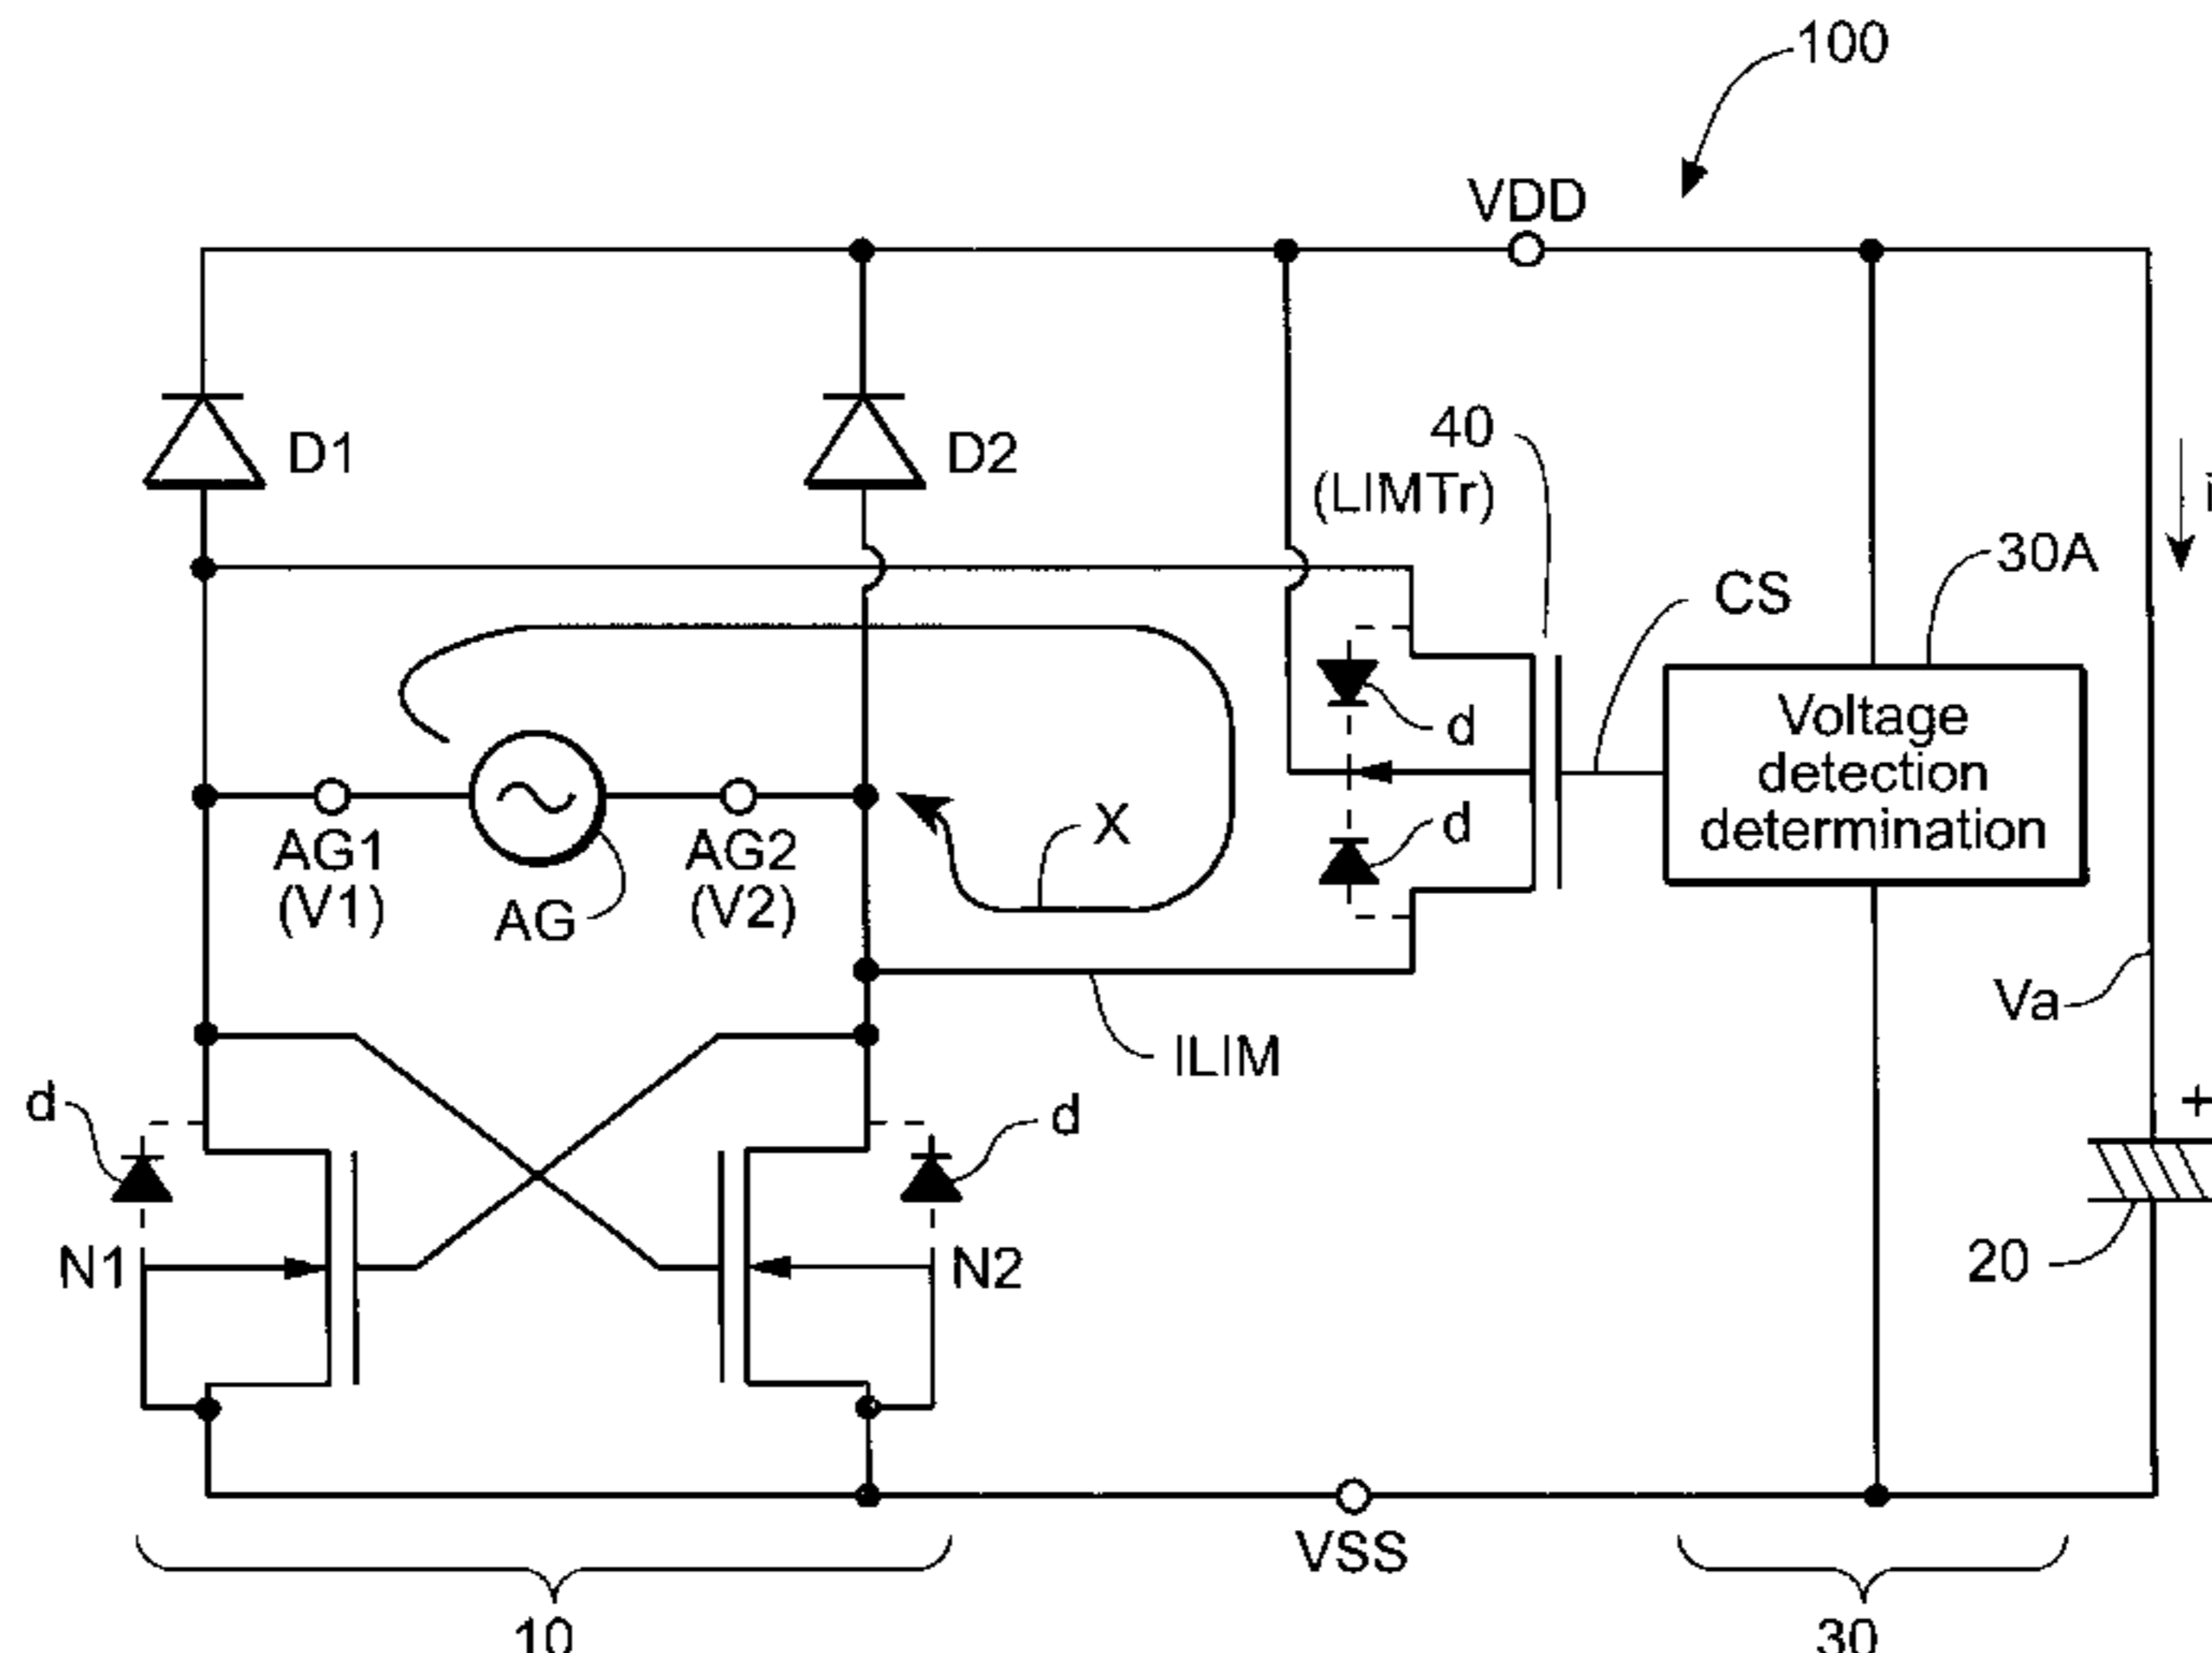 100
VDD
D1
D2
40
(LIMTr)
i
30A
CS
Voltage
detection
determination
d
d
X
AG1
(V1)
AG
AG2
(V2)
Va
ILIM
d
d
+
N1
N2
20
VSS
10
30